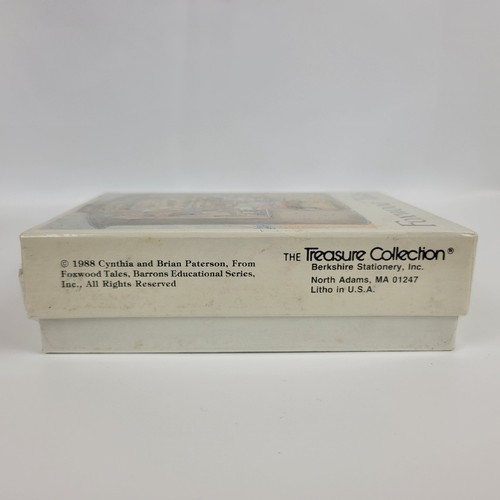 © 1988 Cynthia and Brian Paterson, From
Foxwood Tales, Barrons Educational Series,
Inc., All Rights Reserved
THE Treasure Collection®
Berkshire Stationery, Inc.
North Adams, MA 01247
Litho in U.S.A.